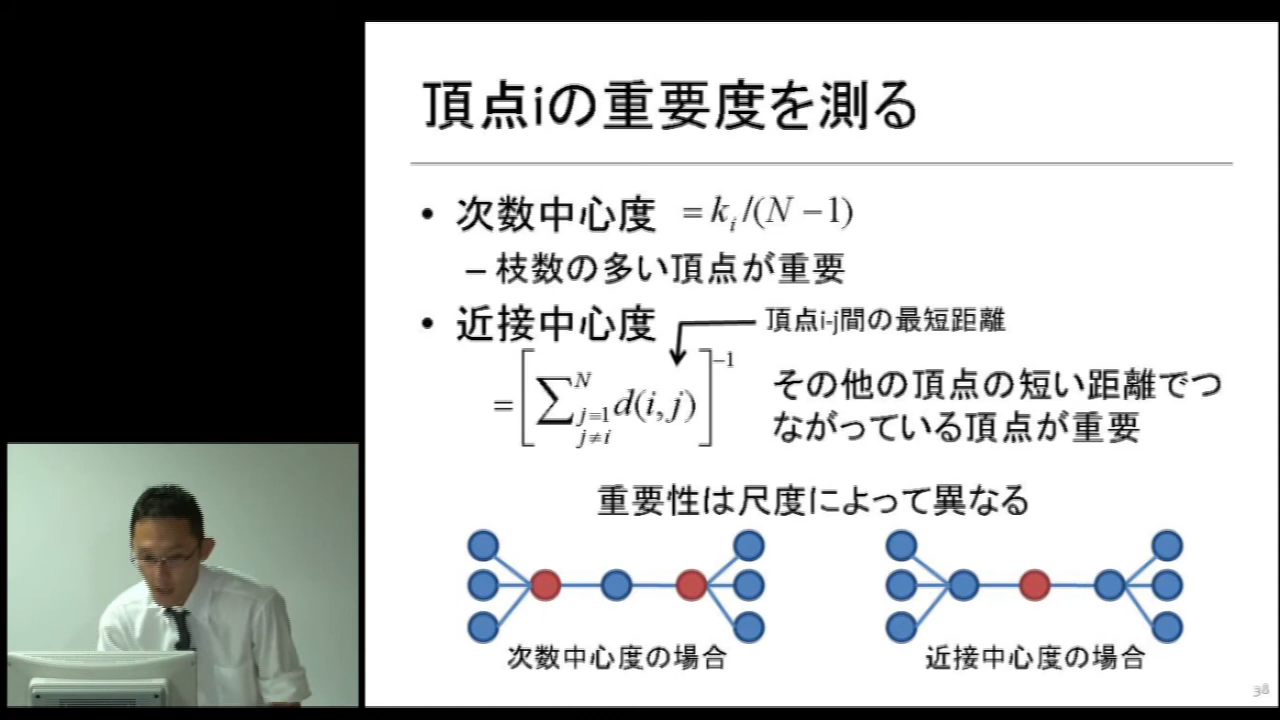 頂点iの重要度を測る
• 次数中心度 = k_i /(N − 1)
– 枝数の多い頂点が重要
• 近接中心度
頂点i-j間の最短距離
= [ ∑_{j=1, j≠i}^{N} d(i, j) ]^{−1}
その他の頂点の短い距離でつ
ながっている頂点が重要
重要性は尺度によって異なる
次数中心度の場合
近接中心度の場合
38